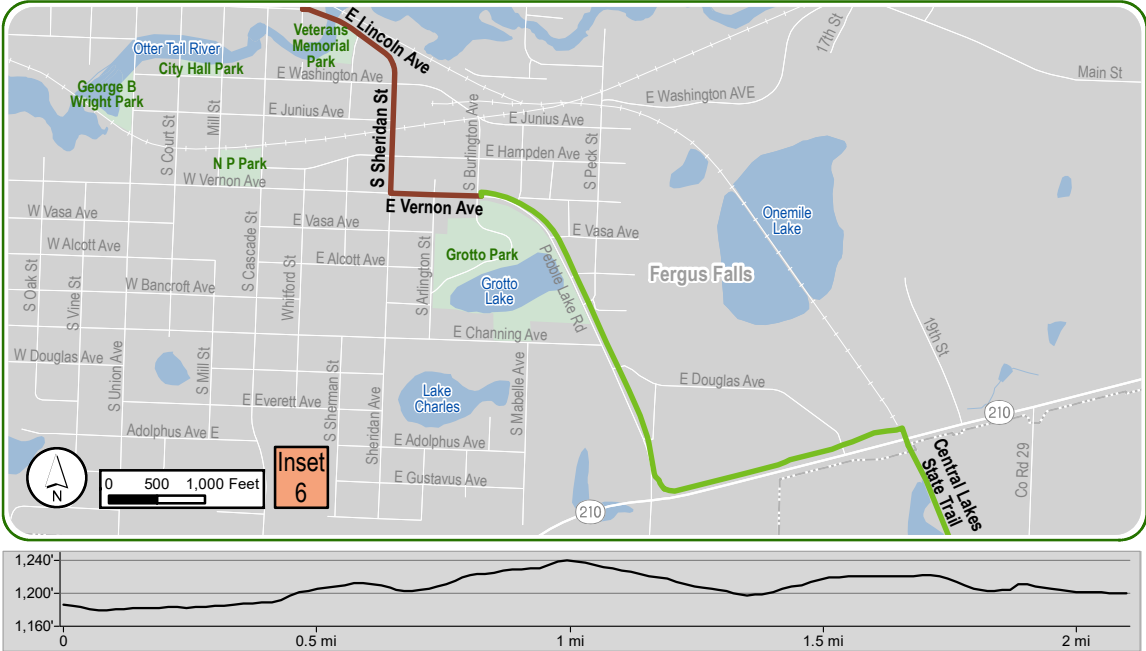 E Lincoln Ave
17th St
Veterans
Memorial
Park
Otter Tail River
City Hall Park
E Washington Ave
Main St
George B
Wright Park
E Washington AVE
Mill St
E Junius Ave
S Sheridan St
S Burlington Ave
E Junius Ave
S Court St
S Peck St
E Hampden Ave
N P Park
W Vernon Ave
E Vernon Ave
W Vasa Ave
E Vasa Ave
E Vasa Ave
Onemile
Lake
S Cascade St
W Alcott Ave
E Alcott Ave
S Arlington St
Grotto Park
Pebble Lake Rd
Fergus Falls
S Oak St
S Vine St
W Bancroft Ave
Whitford St
Grotto
Lake
E Channing Ave
19th St
W Douglas Ave
S Union Ave
S Mill St
S Sherman St
Sheridan Ave
S Mabelle Ave
E Douglas Ave
Lake
Charles
E Everett Ave
210
Adolphus Ave E
E Adolphus Ave
Central Lakes
State Trail
Co Rd 29
E Gustavus Ave
N
0 500 1,000 Feet
Inset
6
210
1,240'
1,200'
1,160'
0 0.5 mi 1 mi 1.5 mi 2 mi